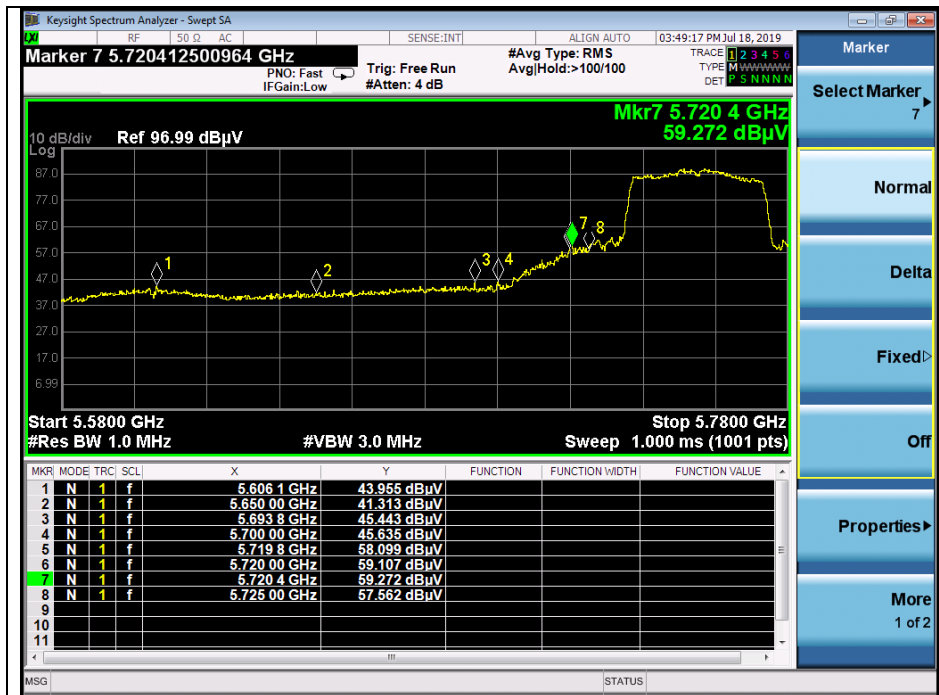 Keysight Spectrum Analyzer - Swept SA
LXI RF 50 Ω AC SENSE:INT ALIGN AUTO 03:49:17 PM Jul 18, 2019
Marker 7 5.720412500964 GHz
PNO: Fast
IFGain:Low
Trig: Free Run
#Atten: 4 dB
#Avg Type: RMS
Avg|Hold:>100/100
TRACE 1 2 3 4 5 6
TYPE M W W W W W
DET P S N N N N
Mkr7 5.720 4 GHz
59.272 dBµV
10 dB/div Ref 96.99 dBµV
Log
87.0
77.0
67.0
57.0
47.0
37.0
27.0
17.0
6.99
1
2
3
4
7
8
Start 5.5800 GHz Stop 5.7800 GHz
#Res BW 1.0 MHz #VBW 3.0 MHz Sweep 1.000 ms (1001 pts)
MKR MODE TRC SCL X Y FUNCTION FUNCTION WIDTH FUNCTION VALUE
1 N 1 f 5.606 1 GHz 43.955 dBµV
2 N 1 f 5.650 00 GHz 41.313 dBµV
3 N 1 f 5.693 8 GHz 45.443 dBµV
4 N 1 f 5.700 00 GHz 45.635 dBµV
5 N 1 f 5.719 8 GHz 58.099 dBµV
6 N 1 f 5.720 00 GHz 59.107 dBµV
7 N 1 f 5.720 4 GHz 59.272 dBµV
8 N 1 f 5.725 00 GHz 57.562 dBµV
9
10
11
MSG STATUS
Marker
Select Marker
7
Normal
Delta
Fixed
Off
Properties
More
1 of 2